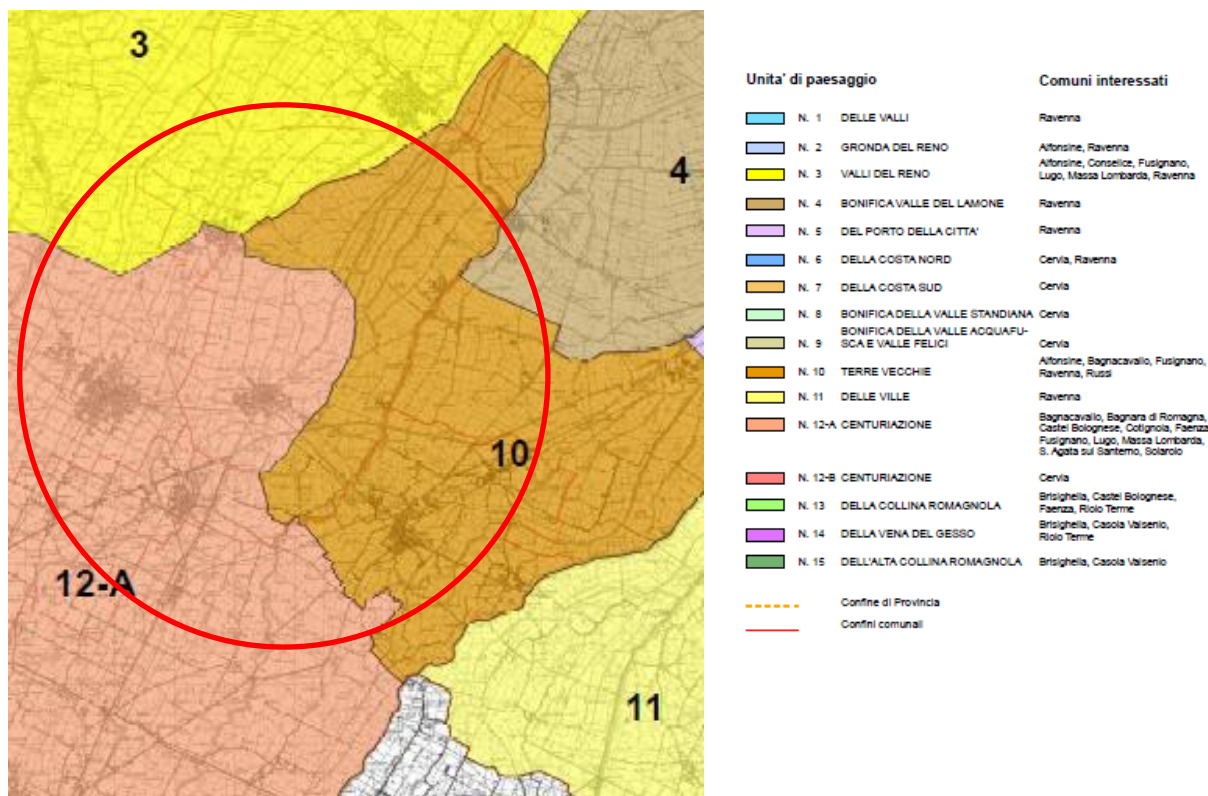 3
4
10
12-A
11
Unita' di paesaggio Comuni interessati
N. 1 DELLE VALLI Ravenna
N. 2 GRONDA DEL RENO Alfonsine, Ravenna
N. 3 VALLI DEL RENO Alfonsine, Conselice, Fusignano,
Lugo, Massa Lombarda, Ravenna
N. 4 BONIFICA VALLE DEL LAMONE Ravenna
N. 5 DEL PORTO DELLA CITTA' Ravenna
N. 6 DELLA COSTA NORD Cervia, Ravenna
N. 7 DELLA COSTA SUD Cervia
N. 8 BONIFICA DELLA VALLE STANDIANA Cervia
N. 9 BONIFICA DELLA VALLE ACQUAFU-
SCA E VALLE FELICI Cervia
N. 10 TERRE VECCHIE Alfonsine, Bagnacavallo, Fusignano,
Ravenna, Russi
N. 11 DELLE VILLE Ravenna
N. 12-A CENTURIAZIONE Bagnacavallo, Bagnara di Romagna,
Castel Bolognese, Cotignola, Faenza
Fusignano, Lugo, Massa Lombarda,
S. Agata sul Santerno, Solarolo
N. 12-B CENTURIAZIONE Cervia
N. 13 DELLA COLLINA ROMAGNOLA Brisighella, Castel Bolognese,
Faenza, Riolo Terme
N. 14 DELLA VENA DEL GESSO Brisighella, Casola Valsenio,
Riolo Terme
N. 15 DELL'ALTA COLLINA ROMAGNOLA Brisighella, Casola Valsenio
Confine di Provincia
Confini comunali